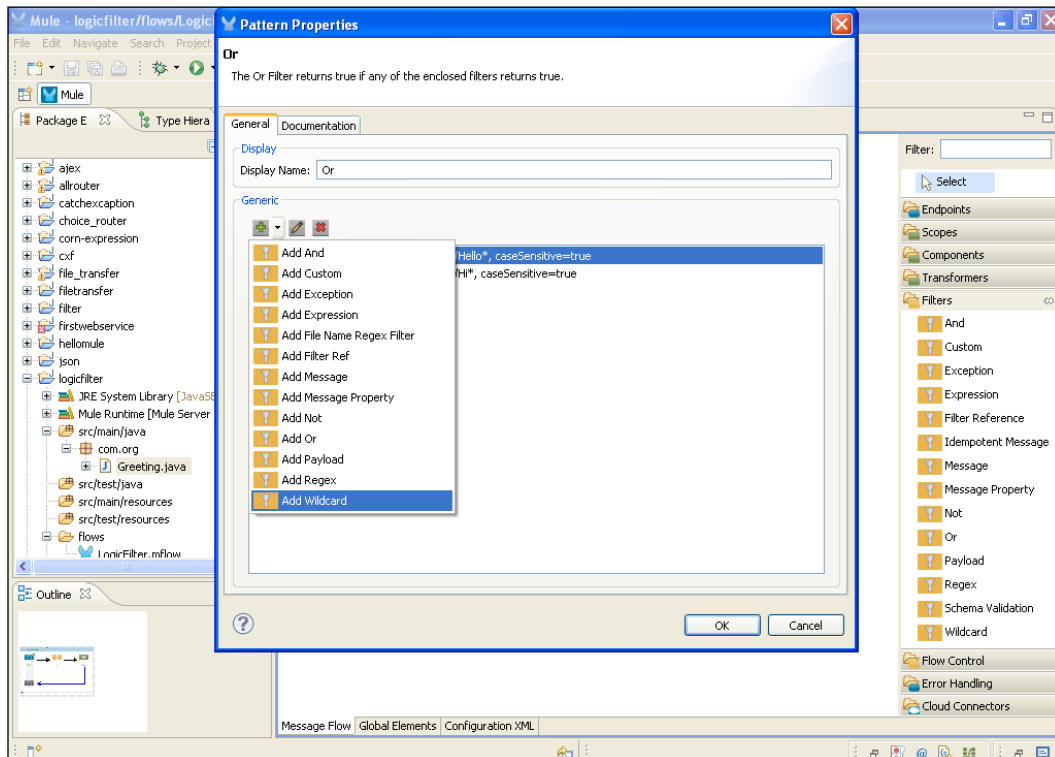 Mule - logicfilter/flows/Logic
Pattern Properties
File Edit Navigate Search Project
Or
The Or Filter returns true if any of the enclosed filters returns true.
Mule
Package E
Type Hiera
General
Documentation
Display
Display Name: Or
Generic
/Hello*, caseSensitive=true
/Hi*, caseSensitive=true
Add And
Add Custom
Add Exception
Add Expression
Add File Name Regex Filter
Add Filter Ref
Add Message
Add Message Property
Add Not
Add Or
Add Payload
Add Regex
Add Wildcard
OK
Cancel
ajex
allrouter
catchexcaption
choice_router
corn-expression
cxf
file_transfer
filetransfer
filter
firstwebservice
hellomule
json
logicfilter
JRE System Library [JavaSE
Mule Runtime [Mule Server
src/main/java
com.org
Greeting.java
src/test/java
src/main/resources
src/test/resources
flows
LogicFilter.mflow
Outline
Filter:
Select
Endpoints
Scopes
Components
Transformers
Filters
And
Custom
Exception
Expression
Filter Reference
Idempotent Message
Message
Message Property
Not
Or
Payload
Regex
Schema Validation
Wildcard
Flow Control
Error Handling
Cloud Connectors
Message Flow
Global Elements
Configuration XML